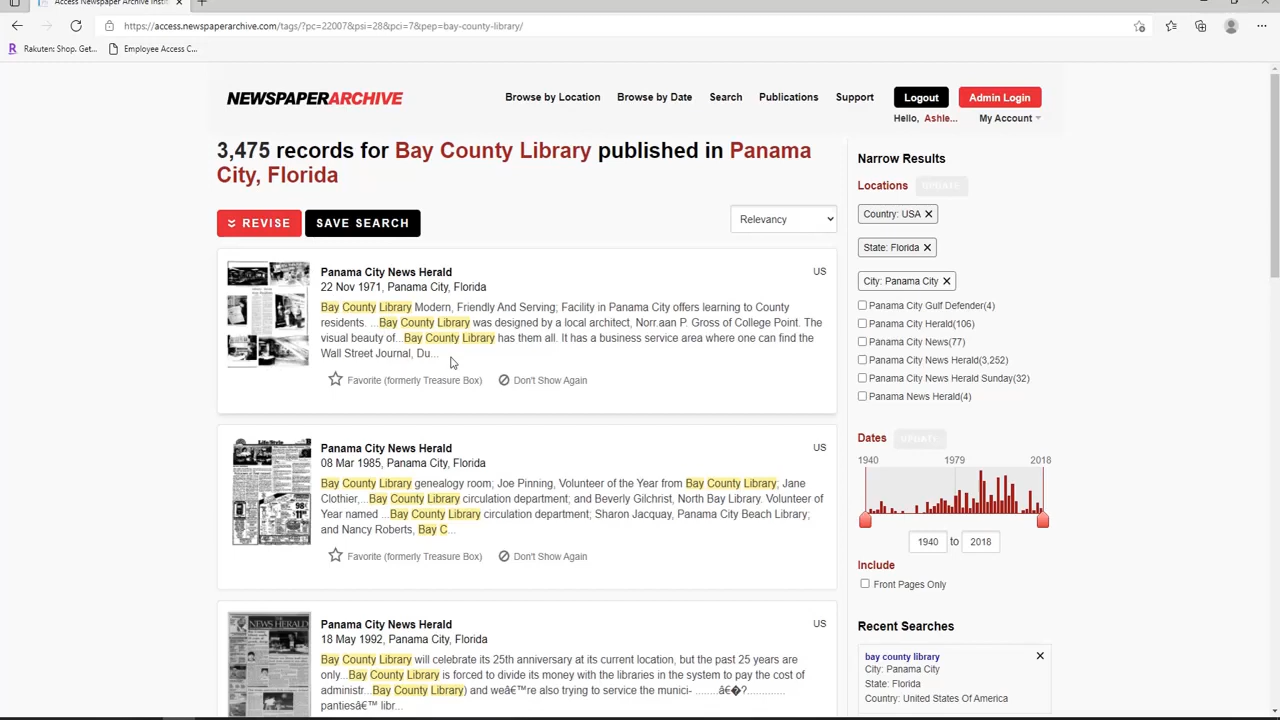 Access Newspaper Archive Instit
https://access.newspaperarchive.com/tags/?pc=22007&psi=28&pci=7&pep=bay-county-library/
Rakuten: Shop. Get...
Employee Access C...
NEWSPAPERARCHIVE
Browse by Location
Browse by Date
Search
Publications
Support
Logout
Admin Login
Hello, Ashle...
My Account
3,475 records for Bay County Library published in Panama
City, Florida
REVISE
SAVE SEARCH
Relevancy
Panama City News Herald
US
22 Nov 1971, Panama City, Florida
Bay County Library Modern, Friendly And Serving; Facility in Panama City offers learning to County
residents. ...Bay County Library was designed by a local architect, Norr.aan P. Gross of College Point. The
visual beauty of...Bay County Library has them all. It has a business service area where one can find the
Wall Street Journal, Du...
Favorite (formerly Treasure Box)
Don't Show Again
Panama City News Herald
US
08 Mar 1985, Panama City, Florida
Bay County Library genealogy room; Joe Pinning, Volunteer of the Year from Bay County Library; Jane
Clothier,...Bay County Library circulation department; and Beverly Gilchrist, North Bay Library. Volunteer of
Year named ...Bay County Library circulation department; Sharon Jacquay, Panama City Beach Library;
and Nancy Roberts, Bay C...
Favorite (formerly Treasure Box)
Don't Show Again
NEWS HERALD
Panama City News Herald
US
18 May 1992, Panama City, Florida
Bay County Library will celebrate its 25th anniversary at its current location, but the past 25 years are
only...Bay County Library is forced to divide its money with the libraries in the system to pay the cost of
administr...Bay County Library) and weâ€™re also trying to service the munici- .....â€�?............
pantiesâ€™ libr...
Narrow Results
Locations
UPDATE
Country: USA ✕
State: Florida ✕
City: Panama City ✕
Panama City Gulf Defender(4)
Panama City Herald(106)
Panama City News(77)
Panama City News Herald(3,252)
Panama City News Herald Sunday(32)
Panama News Herald(4)
Dates
UPDATE
1940
1979
2018
1940 to 2018
Include
Front Pages Only
Recent Searches
bay county library
City: Panama City
State: Florida
Country: United States Of America